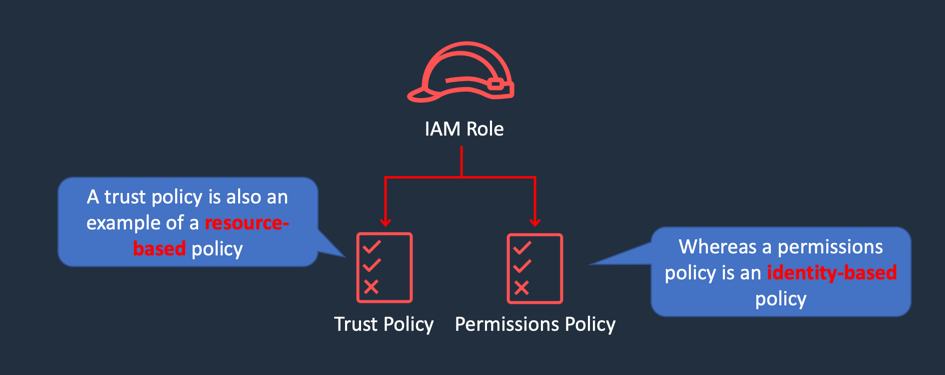 IAM Role
A trust policy is also an
example of a resource-
based policy
Whereas a permissions
policy is an identity-based
policy
Trust Policy
Permissions Policy